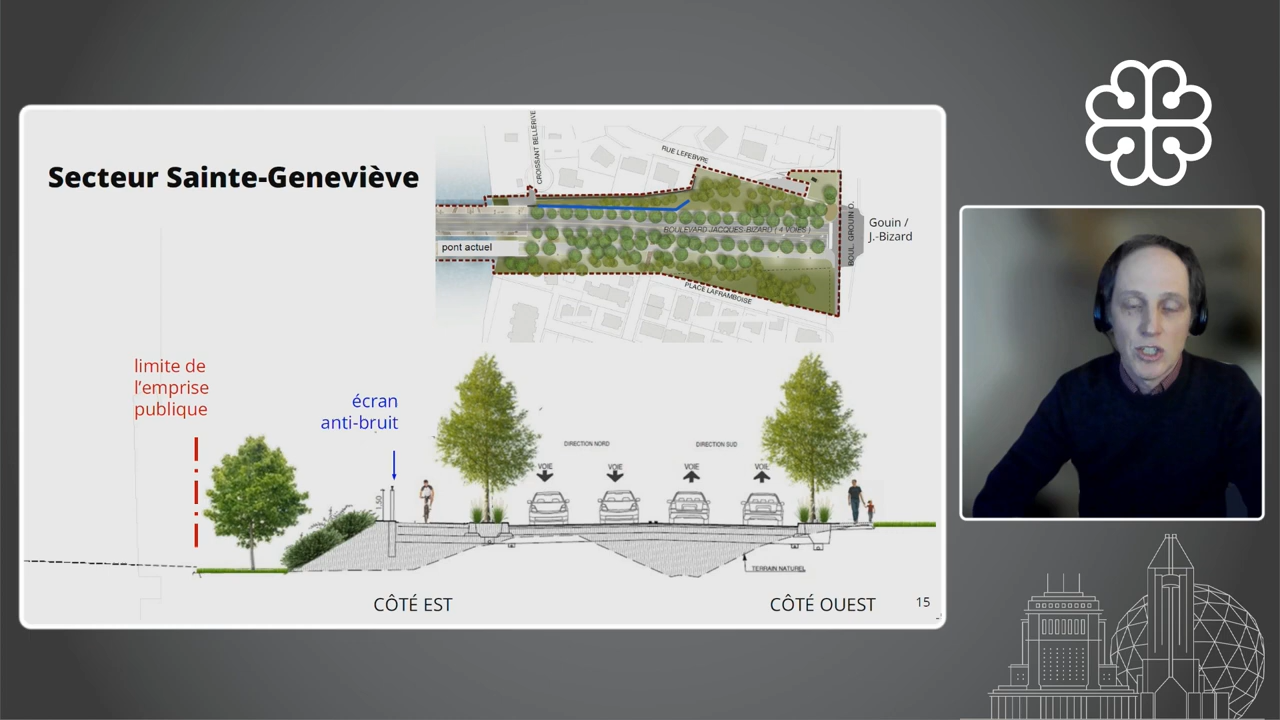 Secteur Sainte-Geneviève
CROISSANT BELLERIVE
RUE LEFEBVRE
BOULEVARD JACQUES-BIZARD ( 4 VOIES )
pont actuel
PLACE LAFRAMBOISE
BOUL. GROUIN O.
Gouin /
J.-Bizard
limite de
l'emprise
publique
écran
anti-bruit
DIRECTION NORD
DIRECTION SUD
VOIE
VOIE
VOIE
VOIE
TERRAIN NATUREL
CÔTÉ EST
CÔTÉ OUEST
15